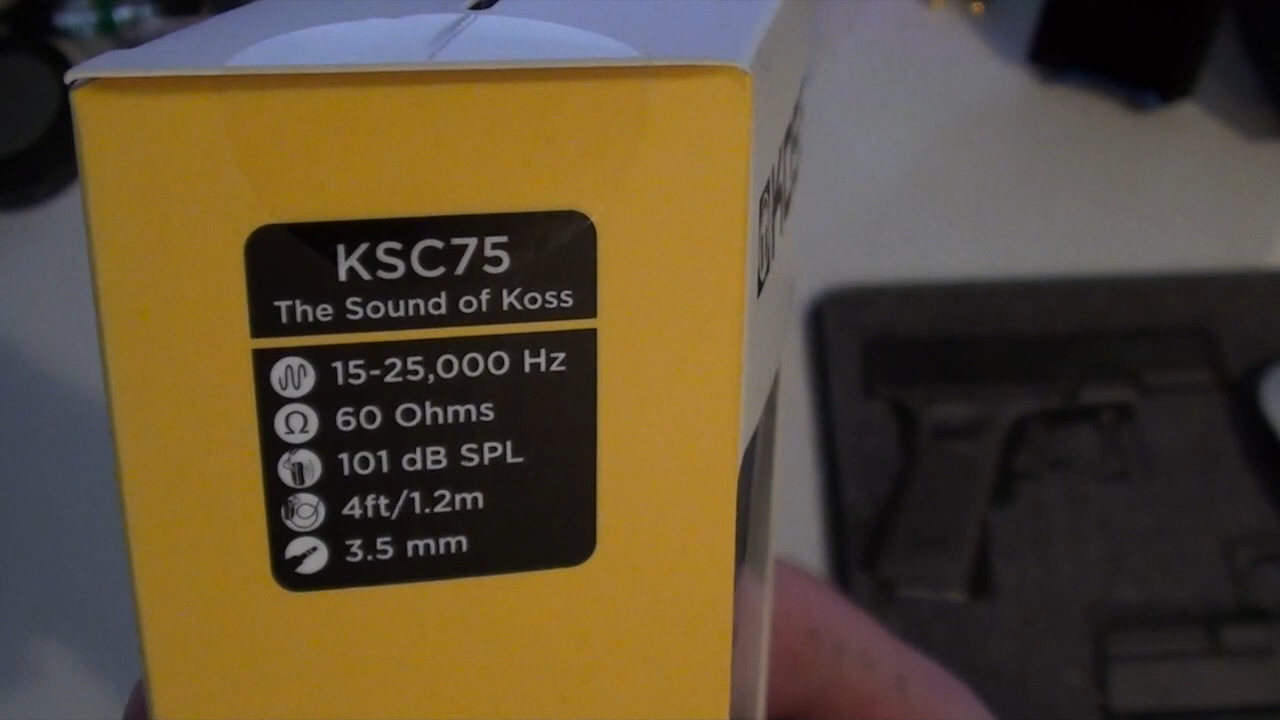 KSC75
The Sound of Koss
15-25,000 Hz
Ω 60 Ohms
101 dB SPL
4ft/1.2m
3.5 mm